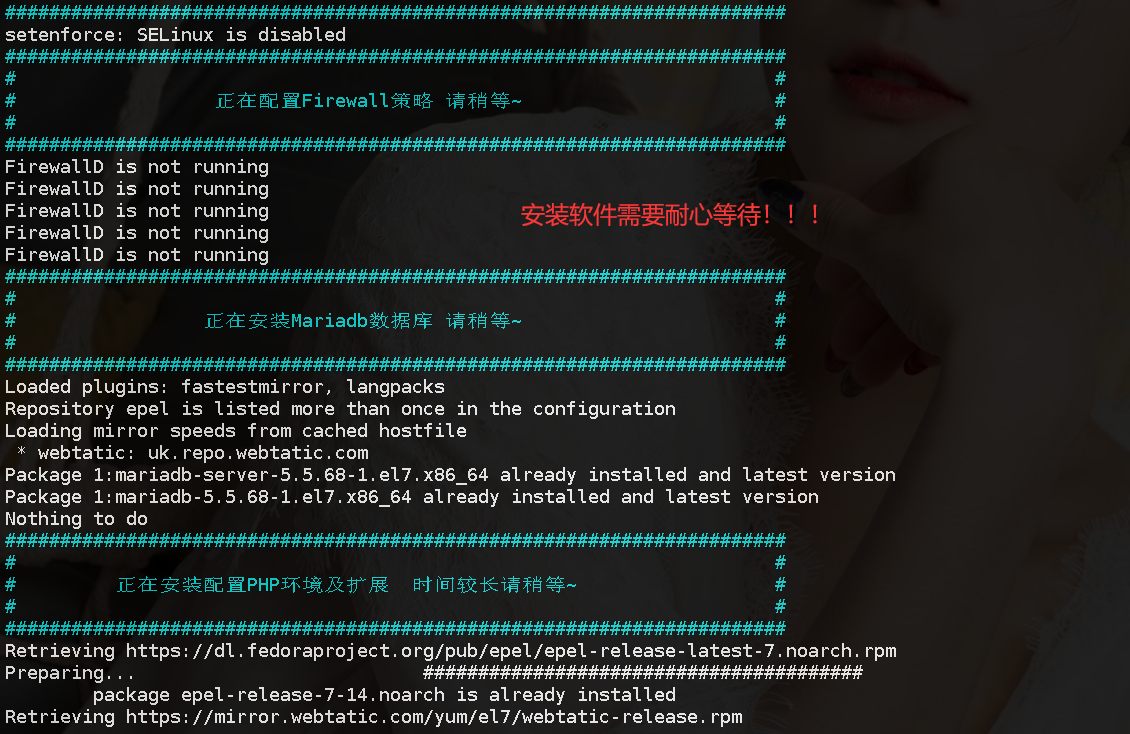 #######################################################################
setenforce: SELinux is disabled
#######################################################################
# #
# 正在配置Firewall策略 请稍等~ #
# #
#######################################################################
FirewallD is not running
FirewallD is not running
FirewallD is not running
安装软件需要耐心等待！！！
FirewallD is not running
FirewallD is not running
#######################################################################
# #
# 正在安装Mariadb数据库 请稍等~ #
# #
#######################################################################
Loaded plugins: fastestmirror, langpacks
Repository epel is listed more than once in the configuration
Loading mirror speeds from cached hostfile
* webtatic: uk.repo.webtatic.com
Package 1:mariadb-server-5.5.68-1.el7.x86_64 already installed and latest version
Package 1:mariadb-5.5.68-1.el7.x86_64 already installed and latest version
Nothing to do
#######################################################################
# #
# 正在安装配置PHP环境及扩展 时间较长请稍等~ #
# #
#######################################################################
Retrieving https://dl.fedoraproject.org/pub/epel/epel-release-latest-7.noarch.rpm
Preparing... ########################################
package epel-release-7-14.noarch is already installed
Retrieving https://mirror.webtatic.com/yum/el7/webtatic-release.rpm